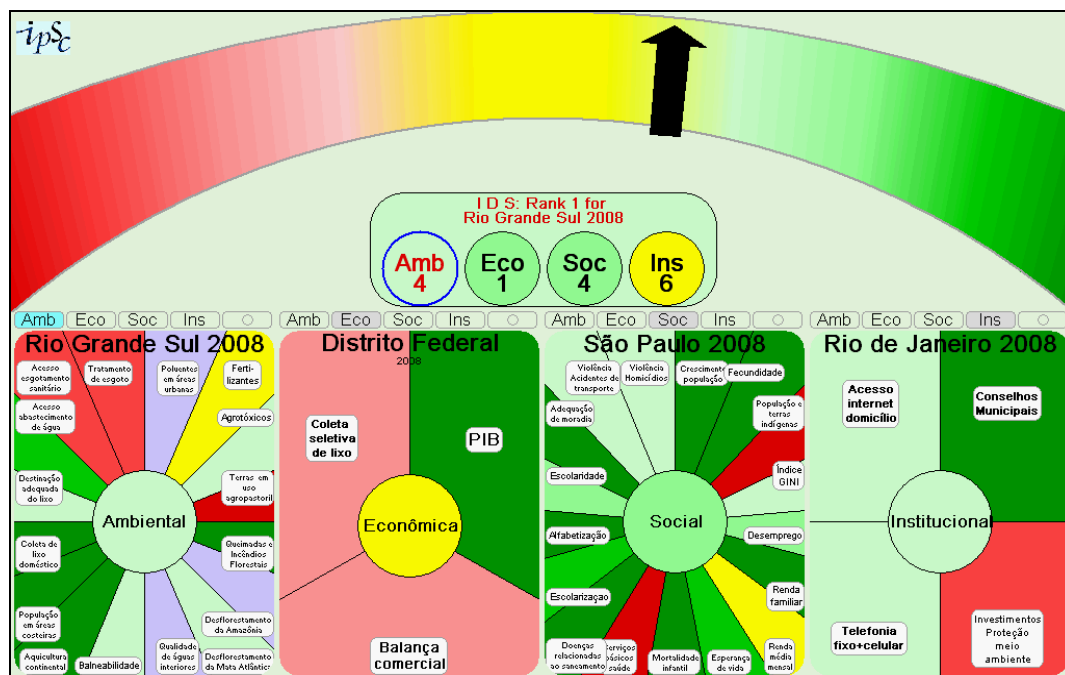 ipSc
I D S: Rank 1 for
Rio Grande Sul 2008
Amb
4
Eco
1
Soc
4
Ins
6
Amb
Eco
Soc
Ins
Amb
Eco
Soc
Ins
Amb
Eco
Soc
Ins
Amb
Eco
Soc
Ins
Rio Grande Sul 2008
Acesso
esgotamento
sanitário
Tratamento
de esgoto
Poluentes
em áreas
urbanas
Ferti-
lizantes
Acesso
abastecimento
de água
Agrotóxicos
Destinação
adequada
do lixo
Terras em
uso
agropastoril
Ambiental
Coleta de
lixo
doméstico
Queimadas e
Incêndios
Florestais
População
em áreas
costeiras
Desflorestamento
da Amazônia
Aquicultura
continental
Balneabilidade
Qualidade
de águas
interiores
Desflorestamento
da Mata Atlântica
Distrito Federal
2008
Coleta
seletiva
de lixo
PIB
Econômica
Balança
comercial
São Paulo 2008
Violência
Acidentes de
transporte
Violência
Homicídios
Crescimento
população
Fecundidade
Adequação
de moradia
População e
terras
indígenas
Escolaridade
Índice
GINI
Social
Alfabetização
Desemprego
Escolarizaçao
Renda
familiar
Doenças
relacionadas
ao saneamento
Serviços
básicos
saúde
Mortalidade
infantil
Esperança
de vida
Renda
média
mensal
Rio de Janeiro 2008
Acesso
internet
domicílio
Conselhos
Municipais
Institucional
Telefonia
fixo+celular
Investimentos
Proteção
meio
ambiente